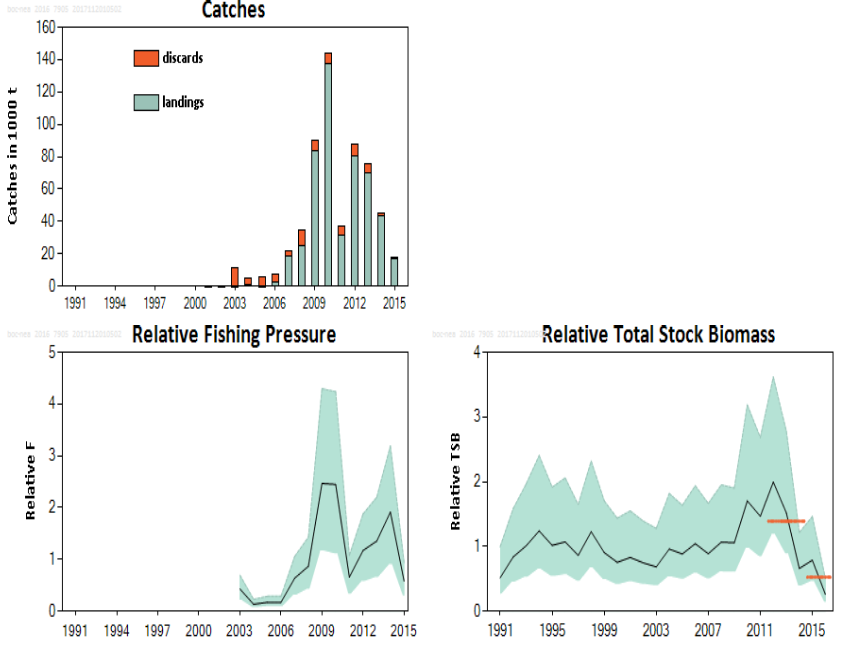 Catches
160
140
120
100
80
60
40
20
0
Catches in 1000 t
discards
landings
1991 1994 1997 2000 2003 2006 2009 2012 2015
Relative Fishing Pressure
5
4
3
2
1
0
Relative F
1991 1994 1997 2000 2003 2006 2009 2012 2015
Relative Total Stock Biomass
4
3
2
1
0
Relative TSB
1991 1995 1999 2003 2007 2011 2015